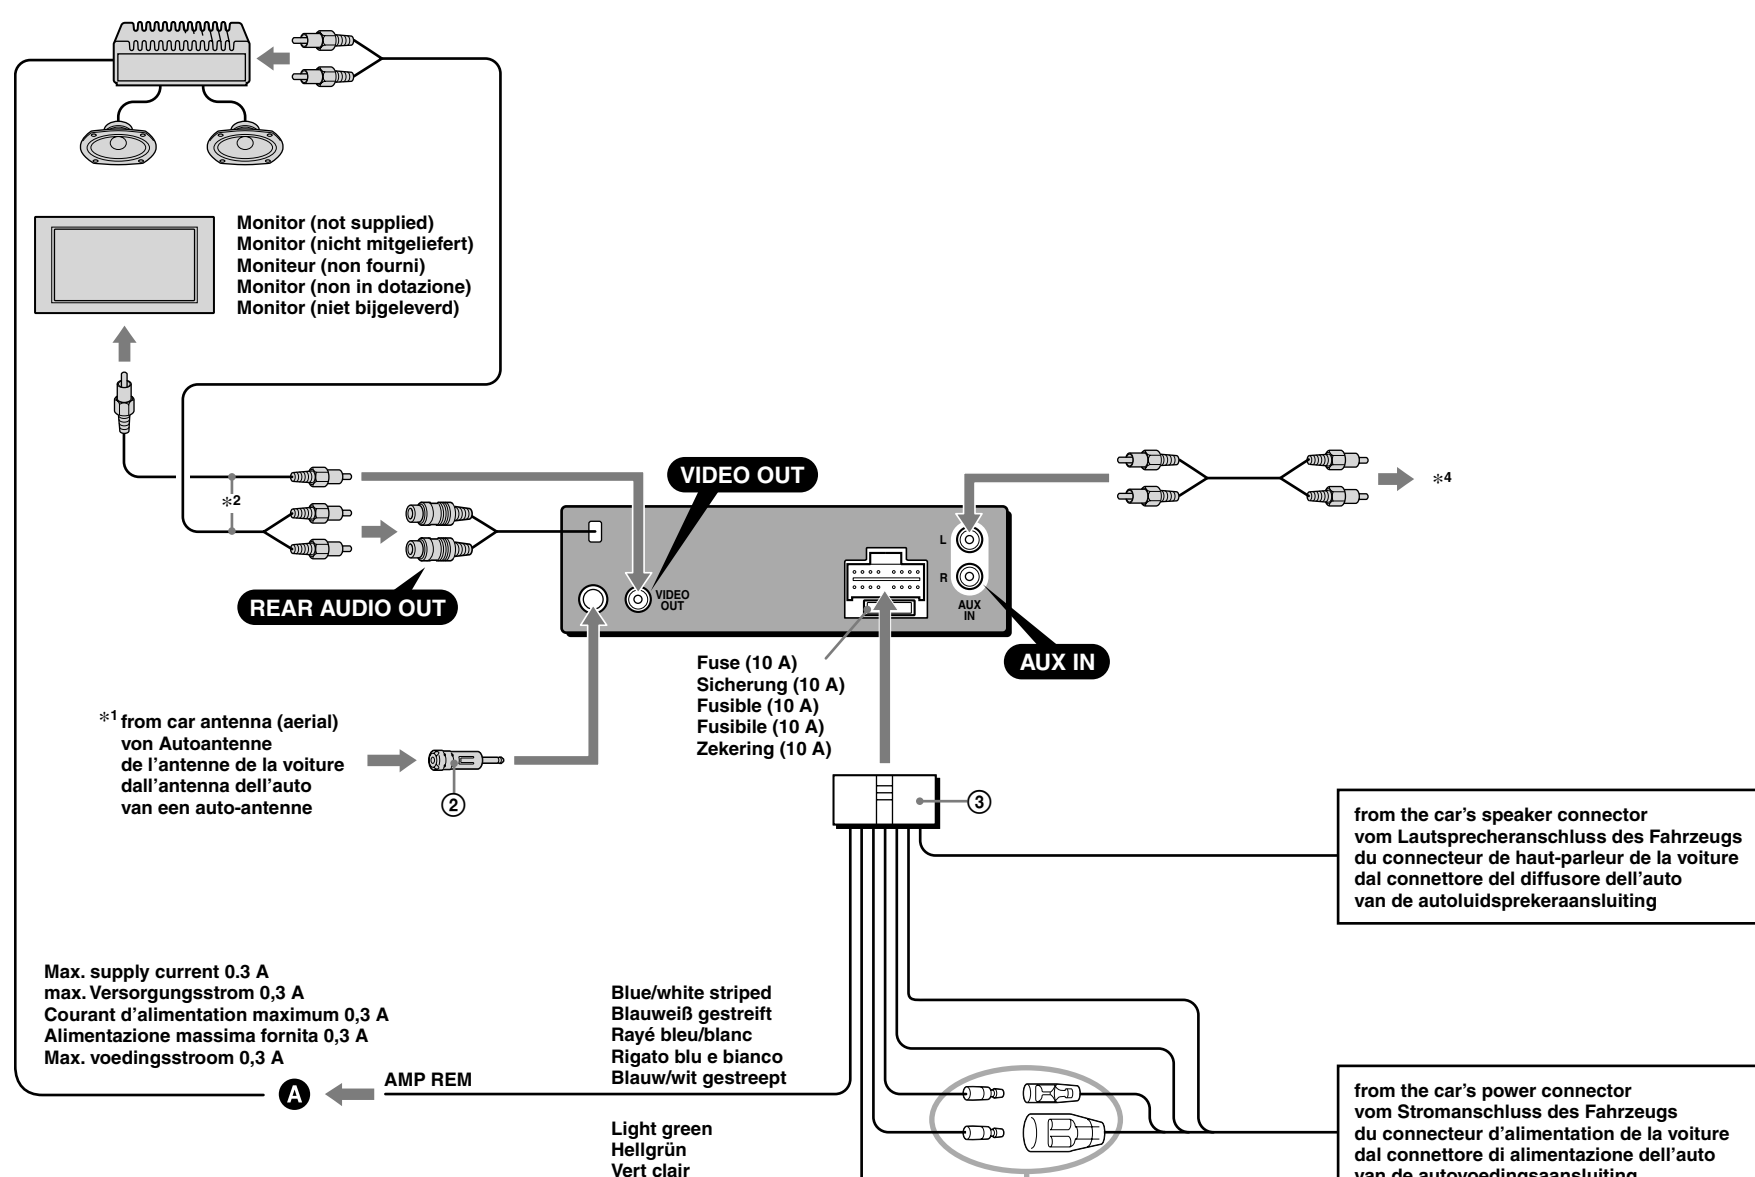 Monitor (not supplied)
Monitor (nicht mitgeliefert)
Moniteur (non fourni)
Monitor (non in dotazione)
Monitor (niet bijgeleverd)
*2
VIDEO OUT
*4
REAR AUDIO OUT
VIDEO
OUT
L
R
AUX
IN
AUX IN
Fuse (10 A)
Sicherung (10 A)
Fusible (10 A)
Fusibile (10 A)
Zekering (10 A)
*1 from car antenna (aerial)
von Autoantenne
de l'antenne de la voiture
dall'antenna dell'auto
van een auto-antenne
②
③
from the car's speaker connector
vom Lautsprecheranschluss des Fahrzeugs
du connecteur de haut-parleur de la voiture
dal connettore del diffusore dell'auto
van de autoluidsprekeraansluiting
Max. supply current 0.3 A
max. Versorgungsstrom 0,3 A
Courant d'alimentation maximum 0,3 A
Alimentazione massima fornita 0,3 A
Max. voedingsstroom 0,3 A
A
AMP REM
Blue/white striped
Blauweiß gestreift
Rayé bleu/blanc
Rigato blu e bianco
Blauw/wit gestreept
Light green
Hellgrün
Vert clair
from the car's power connector
vom Stromanschluss des Fahrzeugs
du connecteur d'alimentation de la voiture
dal connettore di alimentazione dell'auto
van de autovoedingsaansluiting